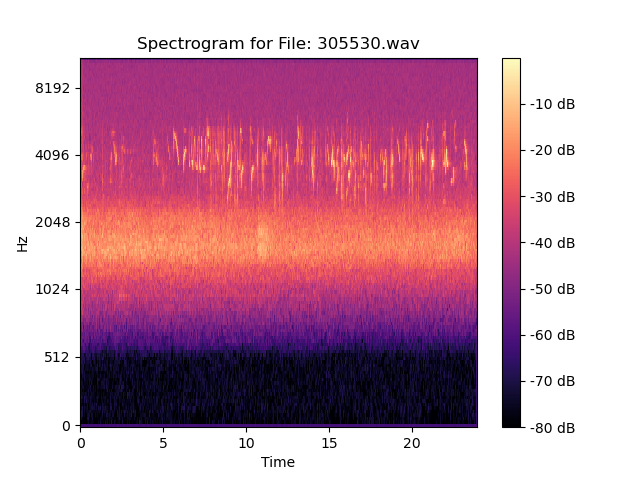 Spectrogram for File: 305530.wav
8192
4096
2048
1024
512
0
Hz
0 5 10 15 20
Time
-10 dB
-20 dB
-30 dB
-40 dB
-50 dB
-60 dB
-70 dB
-80 dB